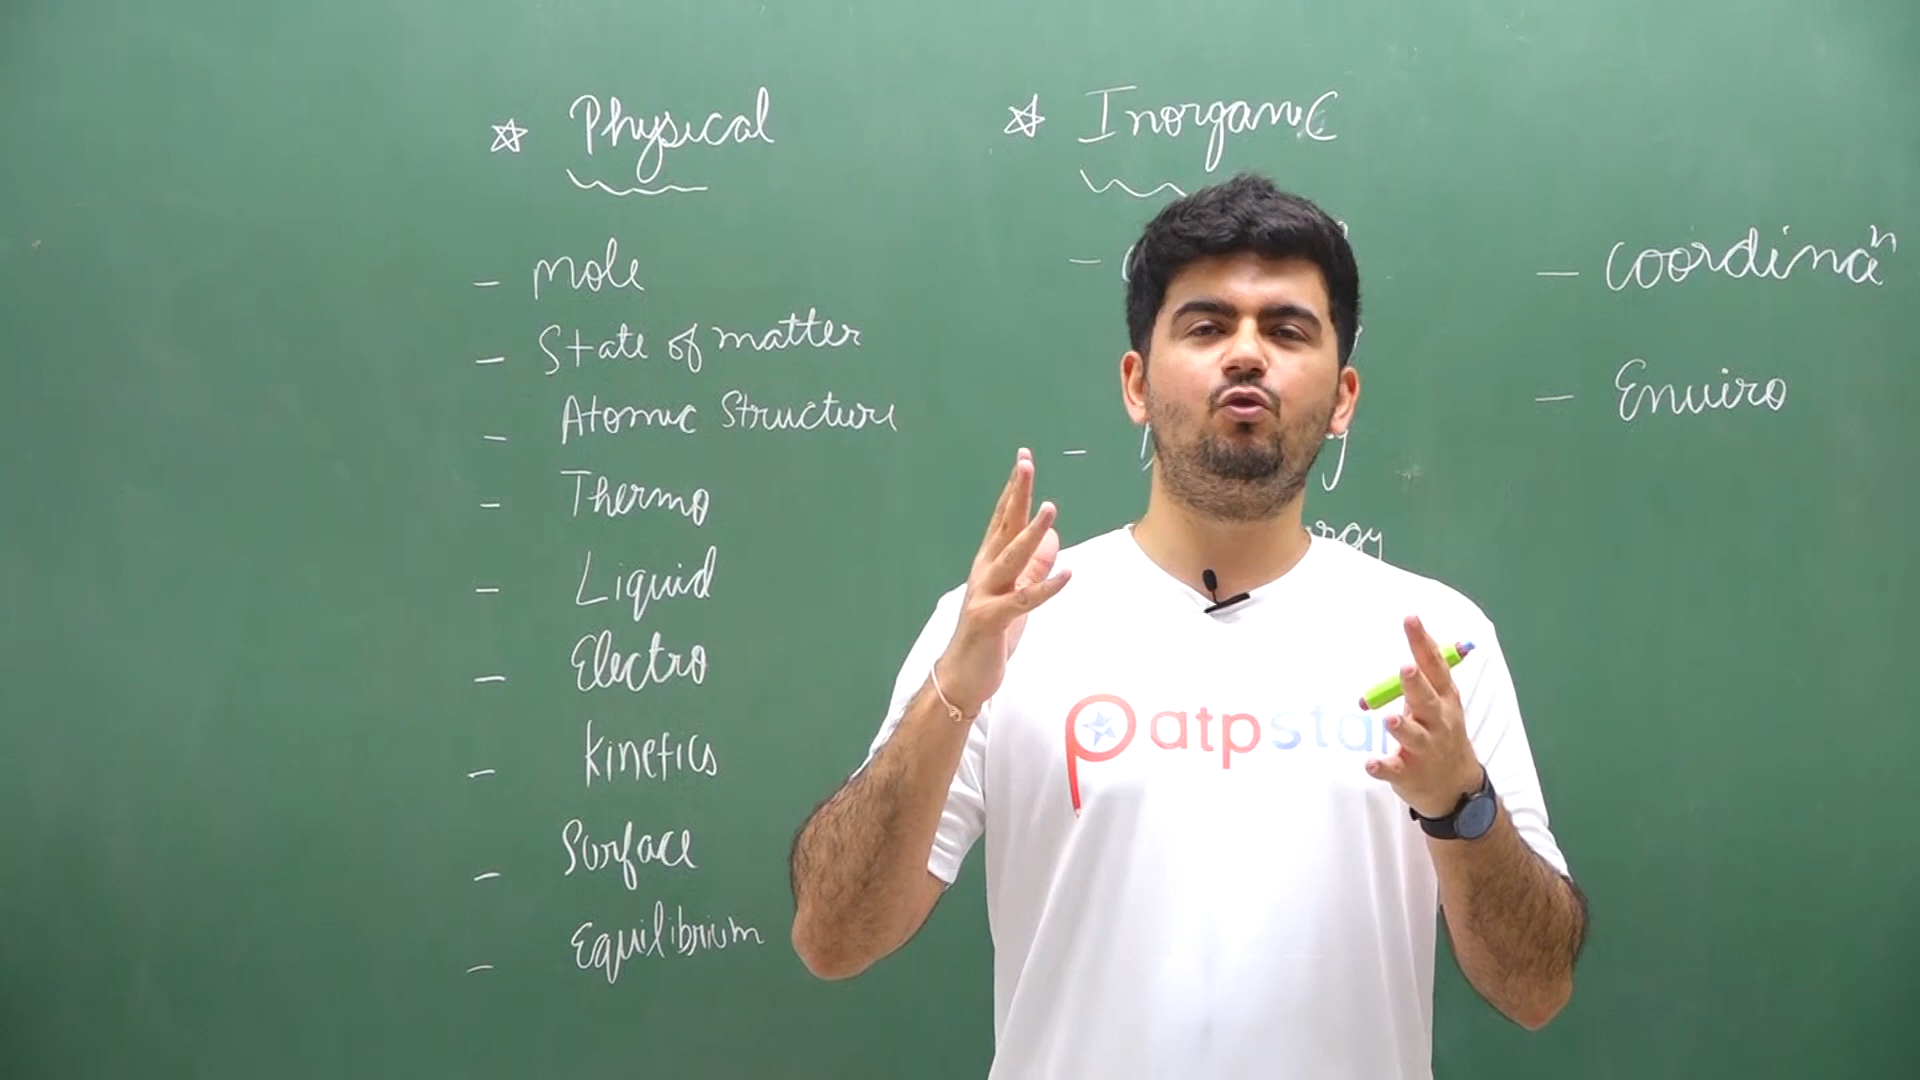 ☆ Physical
- Mole
- State of matter
- Atomic Structure
- Thermo
- Liquid
- Electro
- Kinetics
- Surface
- Equilibrium
☆ Inorganic
- Coordinaⁿ
- Enviro
atpstar